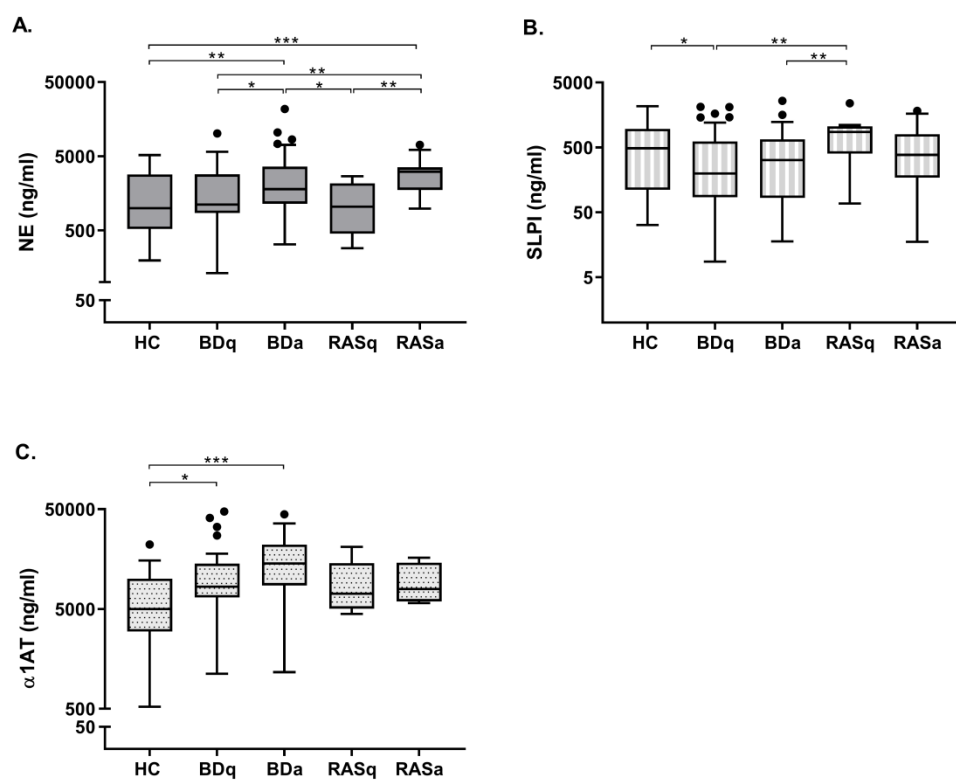 A.
***
**
**
*
*
**
50000
5000
500
50
NE (ng/ml)
HC BDq BDa RASq RASa
B.
*
**
**
5000
500
50
5
SLPI (ng/ml)
HC BDq BDa RASq RASa
C.
***
*
50000
5000
500
50
α1AT (ng/ml)
HC BDq BDa RASq RASa